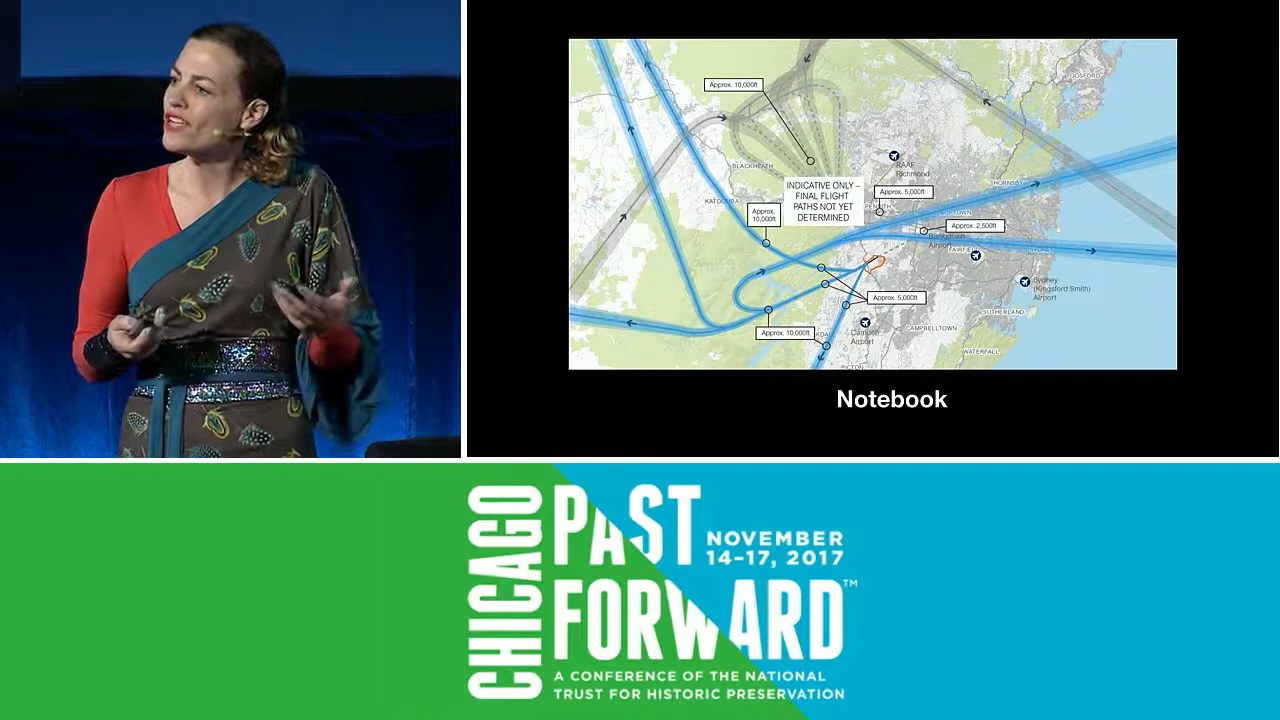 Approx. 10,000ft
GOSFORD
BLACKHEATH
RAAF
Richmond
INDICATIVE ONLY –
FINAL FLIGHT
PATHS NOT YET
DETERMINED
HORNSBY
Approx. 5,000ft
KATOOMBA
Approx.
10,000ft
Approx. 2,500ft
Bankstown
Airport
FAIRFIELD
SYDNEY
Sydney
(Kingsford Smith)
Airport
Approx. 5,000ft
SUTHERLAND
Approx. 10,000ft
Camden
Airport
CAMPBELLTOWN
WATERFALL
PICTON
Notebook
CHICAGO
PAST
NOVEMBER
14–17, 2017
FORWARD™
A CONFERENCE OF THE NATIONAL
TRUST FOR HISTORIC PRESERVATION